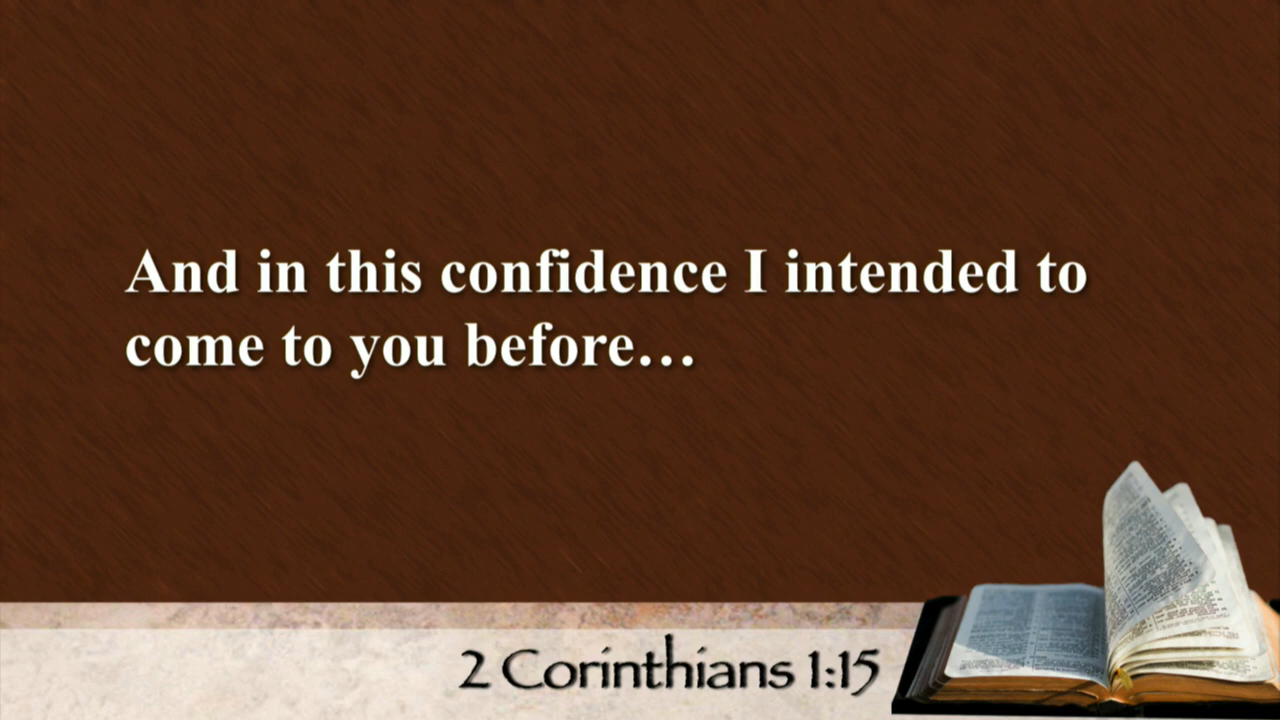 And in this confidence I intended to
come to you before…
2 Corinthians 1:15